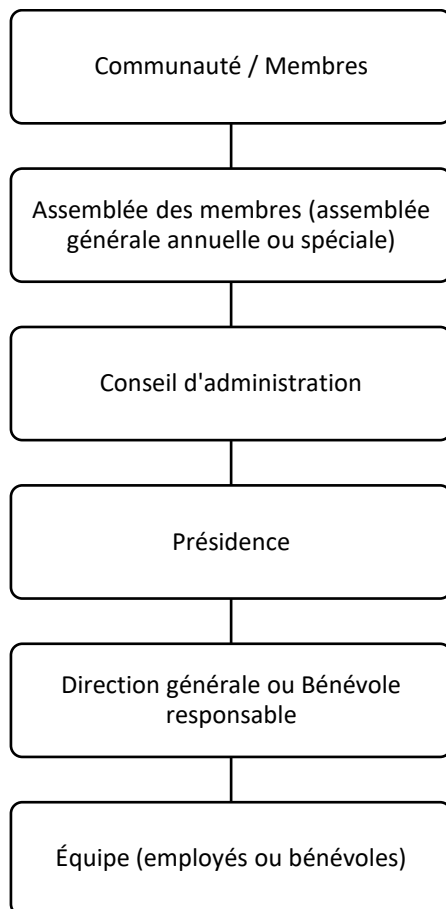 Communauté / Membres
Assemblée des membres (assemblée
générale annuelle ou spéciale)
Conseil d'administration
Présidence
Direction générale ou Bénévole
responsable
Équipe (employés ou bénévoles)